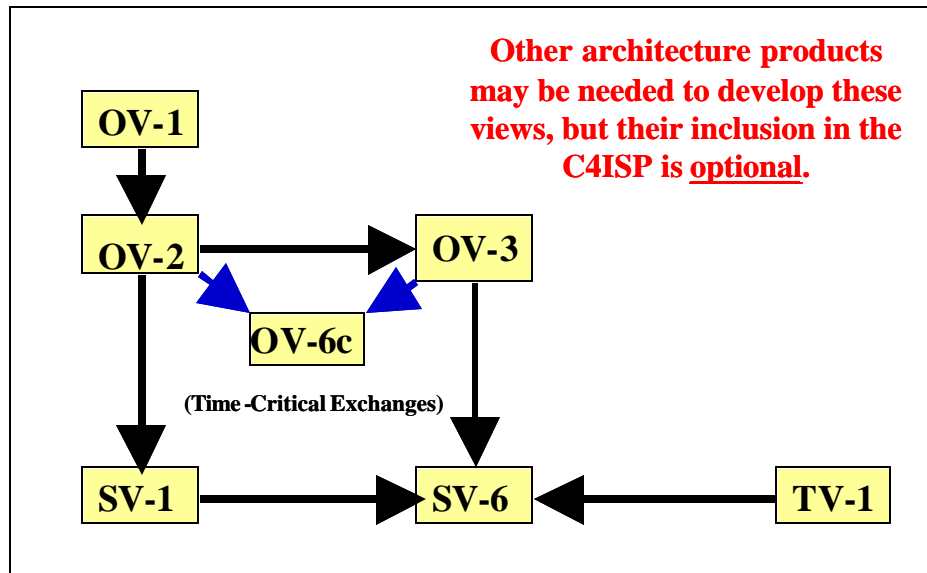 Other architecture products
may be needed to develop these
views, but their inclusion in the
C4ISP is optional.
OV-1
OV-2
OV-3
OV-6c
(Time -Critical Exchanges)
SV-1
SV-6
TV-1